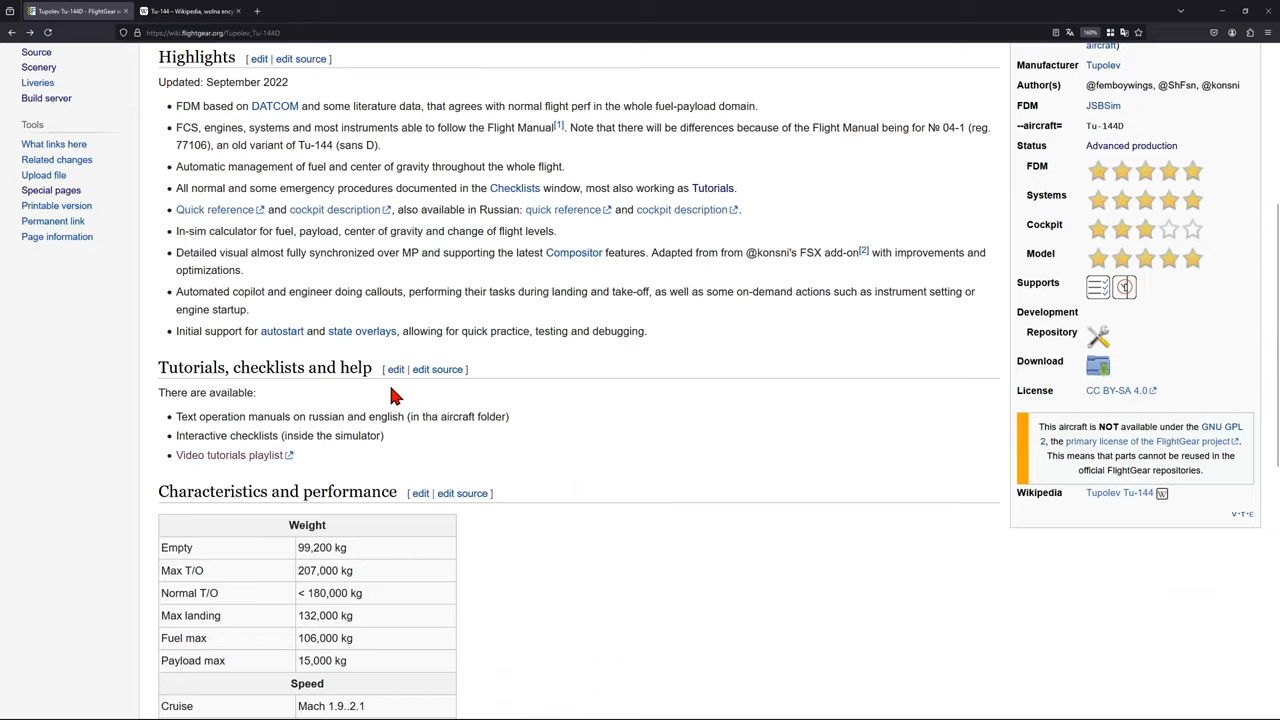 Tupolev Tu-144D - FlightGear w
Tu-144 – Wikipedia, wolna ency
https://wiki.flightgear.org/Tupolev_Tu-144D
160%
Source
Scenery
Liveries
Build server
Tools
What links here
Related changes
Upload file
Special pages
Printable version
Permanent link
Page information
Highlights [ edit | edit source ]
Updated: September 2022
• FDM based on DATCOM and some literature data, that agrees with normal flight perf in the whole fuel-payload domain.
• FCS, engines, systems and most instruments able to follow the Flight Manual[1]. Note that there will be differences because of the Flight Manual being for № 04-1 (reg.
77106), an old variant of Tu-144 (sans D).
• Automatic management of fuel and center of gravity throughout the whole flight.
• All normal and some emergency procedures documented in the Checklists window, most also working as Tutorials.
• Quick reference and cockpit description, also available in Russian: quick reference and cockpit description.
• In-sim calculator for fuel, payload, center of gravity and change of flight levels.
• Detailed visual almost fully synchronized over MP and supporting the latest Compositor features. Adapted from from @konsni's FSX add-on[2] with improvements and
optimizations.
• Automated copilot and engineer doing callouts, performing their tasks during landing and take-off, as well as some on-demand actions such as instrument setting or
engine startup.
• Initial support for autostart and state overlays, allowing for quick practice, testing and debugging.
Tutorials, checklists and help [ edit | edit source ]
There are available:
• Text operation manuals on russian and english (in tha aircraft folder)
• Interactive checklists (inside the simulator)
• Video tutorials playlist
Characteristics and performance [ edit | edit source ]
Weight
Empty 99,200 kg
Max T/O 207,000 kg
Normal T/O < 180,000 kg
Max landing 132,000 kg
Fuel max 106,000 kg
Payload max 15,000 kg
Speed
Cruise Mach 1.9..2.1
aircraft)
Manufacturer Tupolev
Author(s) @femboywings, @ShFsn, @konsni
FDM JSBSim
--aircraft= Tu-144D
Status Advanced production
FDM
Systems
Cockpit
Model
Supports
Development
Repository
Download
License CC BY-SA 4.0
This aircraft is NOT available under the GNU GPL
2, the primary license of the FlightGear project.
This means that parts cannot be reused in the
official FlightGear repositories.
Wikipedia Tupolev Tu-144 W
V·T·E